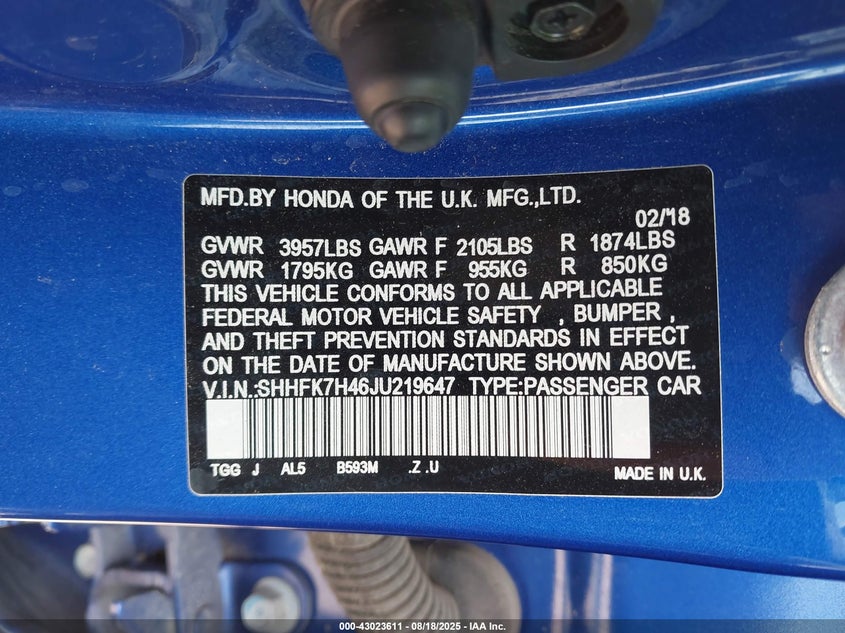 MFD.BY HONDA OF THE U.K. MFG.,LTD.
02/18
GVWR 3957LBS GAWR F 2105LBS R 1874LBS
GVWR 1795KG GAWR F 955KG R 850KG
THIS VEHICLE CONFORMS TO ALL APPLICABLE
FEDERAL MOTOR VEHICLE SAFETY , BUMPER ,
AND THEFT PREVENTION STANDARDS IN EFFECT
ON THE DATE OF MANUFACTURE SHOWN ABOVE.
V.I.N.:SHHFK7H46JU219647 TYPE:PASSENGER CAR
TGG J AL5 B593M .Z .U
MADE IN U.K.
000-43023611 - 08/18/2025 - IAA Inc.